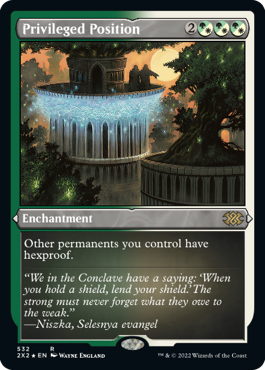 Privileged Position 2
Enchantment
Other permanents you control have
hexproof.
“We in the Conclave have a saying: ‘When
you hold a shield, lend your shield.’ The
strong must never forget what they owe to
the weak.”
—Niszka, Selesnya evangel
532 R
2X2 ★ EN WAYNE ENGLAND ™ & © 2022 Wizards of the Coast